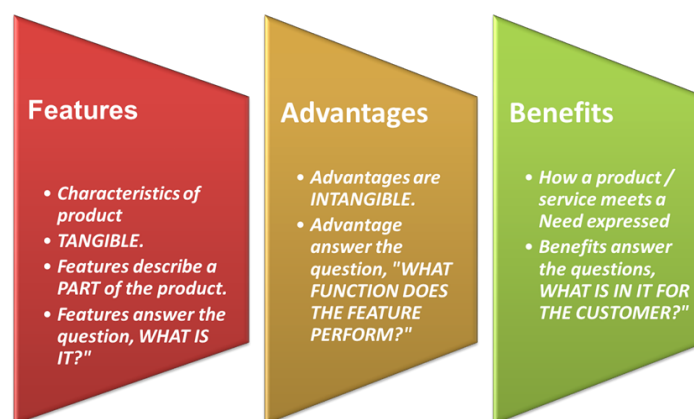 Features
• Characteristics of
product
• TANGIBLE.
• Features describe a
PART of the product.
• Features answer the
question, WHAT IS
IT?"
Advantages
• Advantages are
INTANGIBLE.
• Advantage
answer the
question, "WHAT
FUNCTION DOES
THE FEATURE
PERFORM?"
Benefits
• How a product /
service meets a
Need expressed
• Benefits answer
the questions,
WHAT IS IN IT FOR
THE CUSTOMER?"